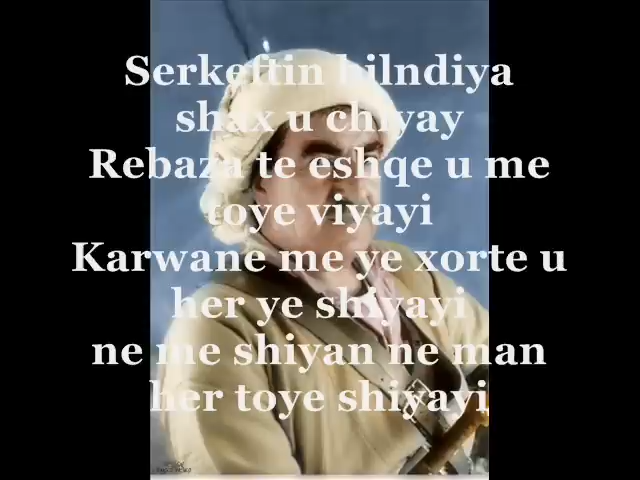 Serkeftin bilndiya
shax u chiyay
Rebaza te eshqe u me
toye viyayi
Karwane me ye xorte u
her ye shiyayi
ne me shiyan ne man
her toye shiyayi